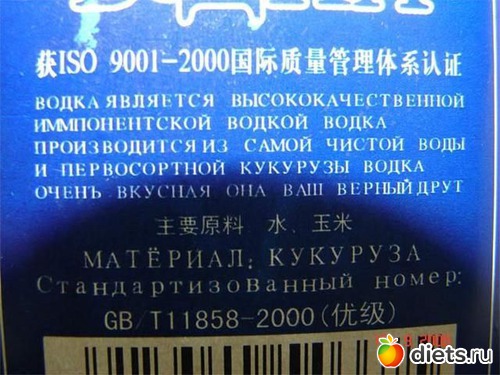 获ISO 9001-2000国际质量管理体系认证
ВОДКА ЯВЛЯЕТСЯ ВЫСОКОКАЧЕСТВЕННОЙ
ИММПОНЕНТСКОЙ ВОДКОЙ ВОДКА
ПРОИЗВОДИТСЯ ИЗ САМОЙ ЧИСТОЙ ВОДЫ
И ПЕРВОСОРТНОЙ КУКУРУЗЫ ВОДКА
ОЧЕНЪ ВКУСНАЯ ОНА ВАШ ВЕРНЫЙ ДРУТ
主要原料 水、玉米
МАТЁРИАЛ: КУКУРУЗА
Стандартизованный номер:
GB/T11858-2000(优级)
diets.ru